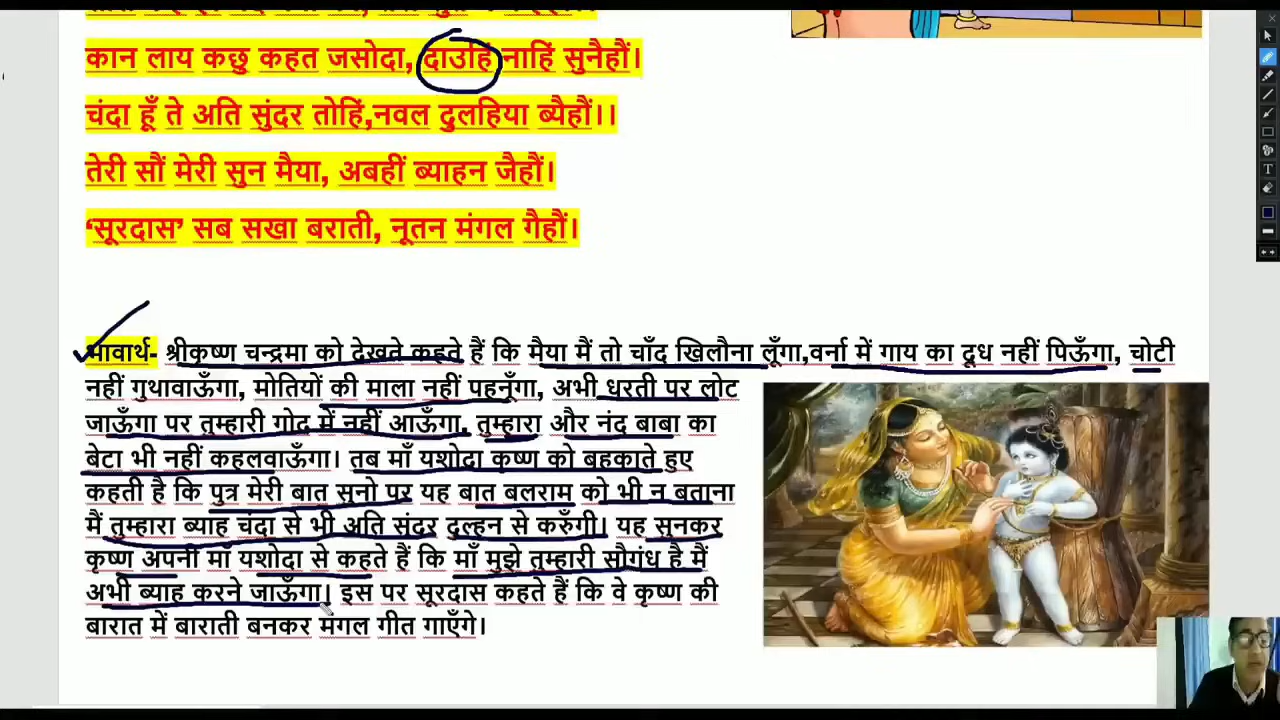 कान लाय कछु कहत जसोदा, दाउहिं नाहिं सुनैहौं।
चंदा हूँ ते अति सुंदर तोहिं,नवल दुलहिया ब्यैहौं।।
तेरी सौं मेरी सुन मैया, अबहीं ब्याहन जैहौं।
‘सूरदास’ सब सखा बराती, नूतन मंगल गैहौं।
भावार्थ- श्रीकृष्ण चन्द्रमा को देखते कहते हैं कि मैया मैं तो चाँद खिलौना लूँगा,वर्ना में गाय का दूध नहीं पिऊँगा, चोटी
नहीं गुथावाऊँगा, मोतियों की माला नहीं पहनूँगा, अभी धरती पर लोट
जाऊँगा पर तुम्हारी गोद में नहीं आऊँगा, तुम्हारा और नंद बाबा का
बेटा भी नहीं कहलवाऊँगा। तब माँ यशोदा कृष्ण को बहकाते हुए
कहती है कि पुत्र मेरी बात सुनो पर यह बात बलराम को भी न बताना
मैं तुम्हारा ब्याह चंदा से भी अति सुंदर दुल्हन से करुँगी। यह सुनकर
कृष्ण अपनी माँ यशोदा से कहते हैं कि माँ मुझे तुम्हारी सौगंध है मैं
अभी ब्याह करने जाऊँगा। इस पर सूरदास कहते हैं कि वे कृष्ण की
बारात में बाराती बनकर मंगल गीत गाएँगे।